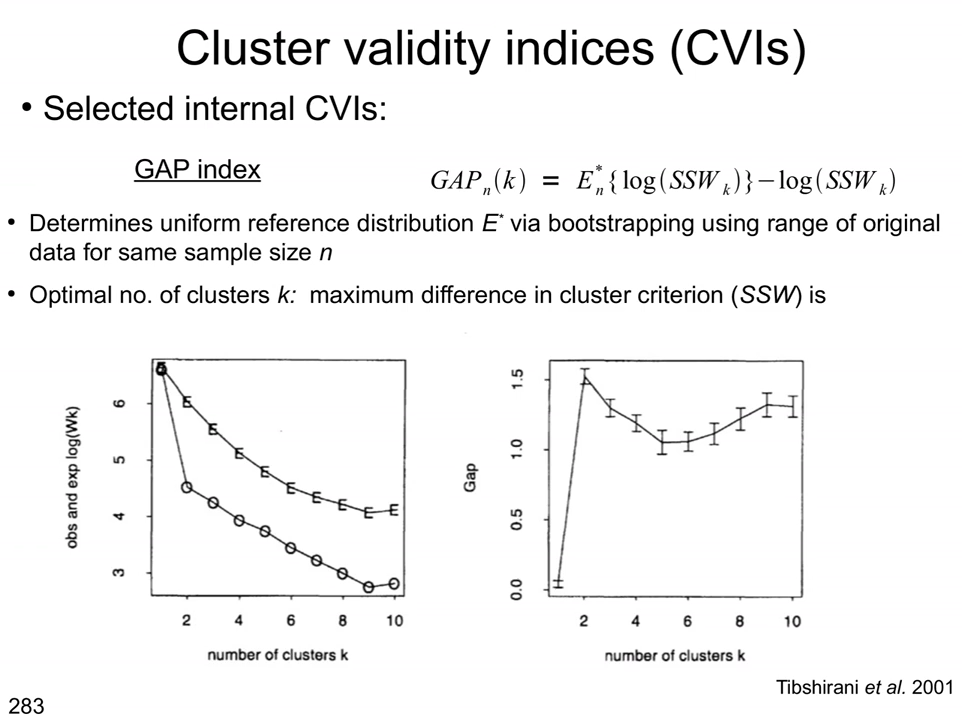 Cluster validity indices (CVIs)
• Selected internal CVIs:
GAP index
GAP_n(k) = E_n^*{log(SSW_k)}−log(SSW_k)
• Determines uniform reference distribution E* via bootstrapping using range of original
data for same sample size n
• Optimal no. of clusters k: maximum difference in cluster criterion (SSW) is
obs and exp log(Wk)
6
5
4
3
E E E E E E E E E E
O O O O O O O O O O
2 4 6 8 10
number of clusters k
Gap
1.5
1.0
0.5
0.0
2 4 6 8 10
number of clusters k
Tibshirani et al. 2001
283